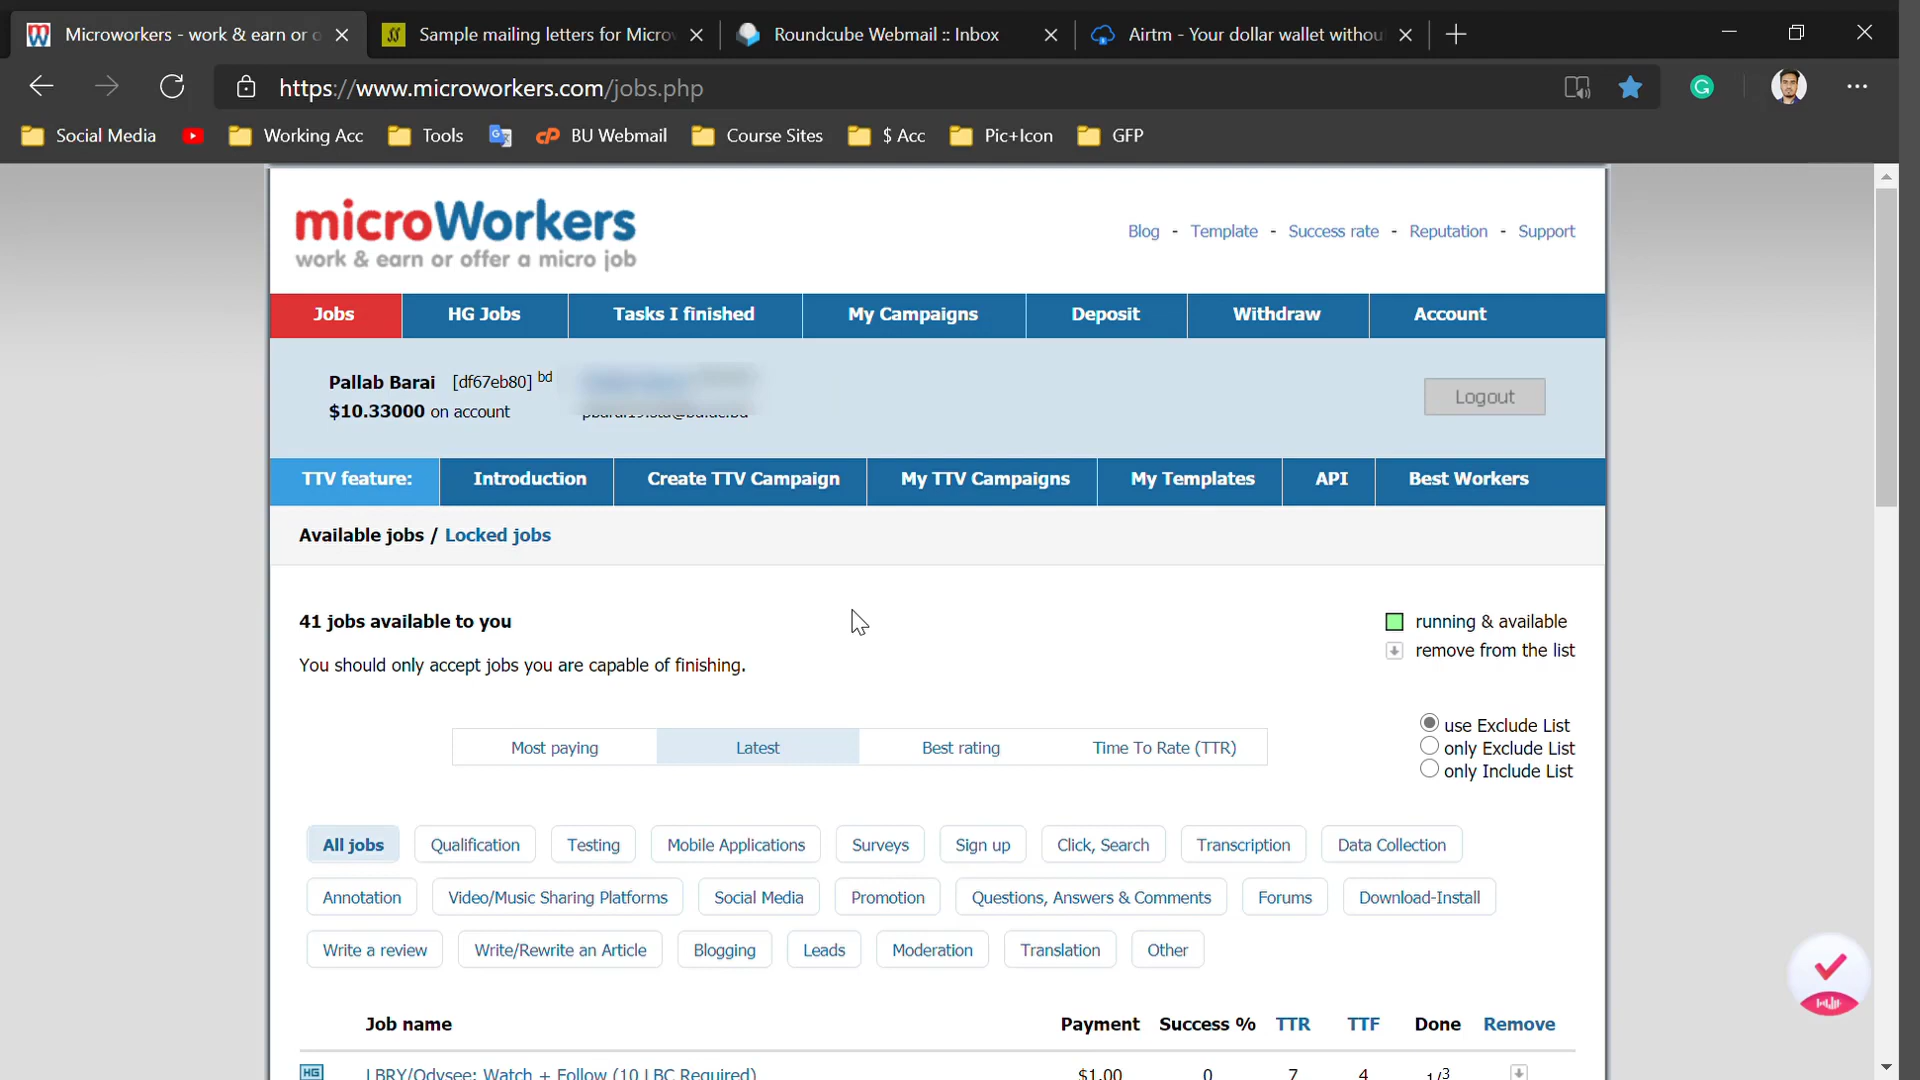 Microworkers - work & earn or o
Sample mailing letters for Micro
Roundcube Webmail :: Inbox
Airtm - Your dollar wallet withou
https://www.microworkers.com/jobs.php
Social Media
Working Acc
Tools
BU Webmail
Course Sites
$ Acc
Pic+Icon
GFP
microWorkers
work & earn or offer a micro job
Blog - Template - Success rate - Reputation - Support
Jobs
HG Jobs
Tasks I finished
My Campaigns
Deposit
Withdraw
Account
Pallab Barai [df67eb80] bd
$10.33000 on account
Logout
TTV feature:
Introduction
Create TTV Campaign
My TTV Campaigns
My Templates
API
Best Workers
Available jobs / Locked jobs
41 jobs available to you
running & available
remove from the list
You should only accept jobs you are capable of finishing.
use Exclude List
only Exclude List
only Include List
Most paying
Latest
Best rating
Time To Rate (TTR)
All jobs
Qualification
Testing
Mobile Applications
Surveys
Sign up
Click, Search
Transcription
Data Collection
Annotation
Video/Music Sharing Platforms
Social Media
Promotion
Questions, Answers & Comments
Forums
Download-Install
Write a review
Write/Rewrite an Article
Blogging
Leads
Moderation
Translation
Other
Job name
Payment
Success %
TTR
TTF
Done
Remove
HG
LBRY/Odysee: Watch + Follow (10 LBC Required)
$1.00
0
7
4
1/3